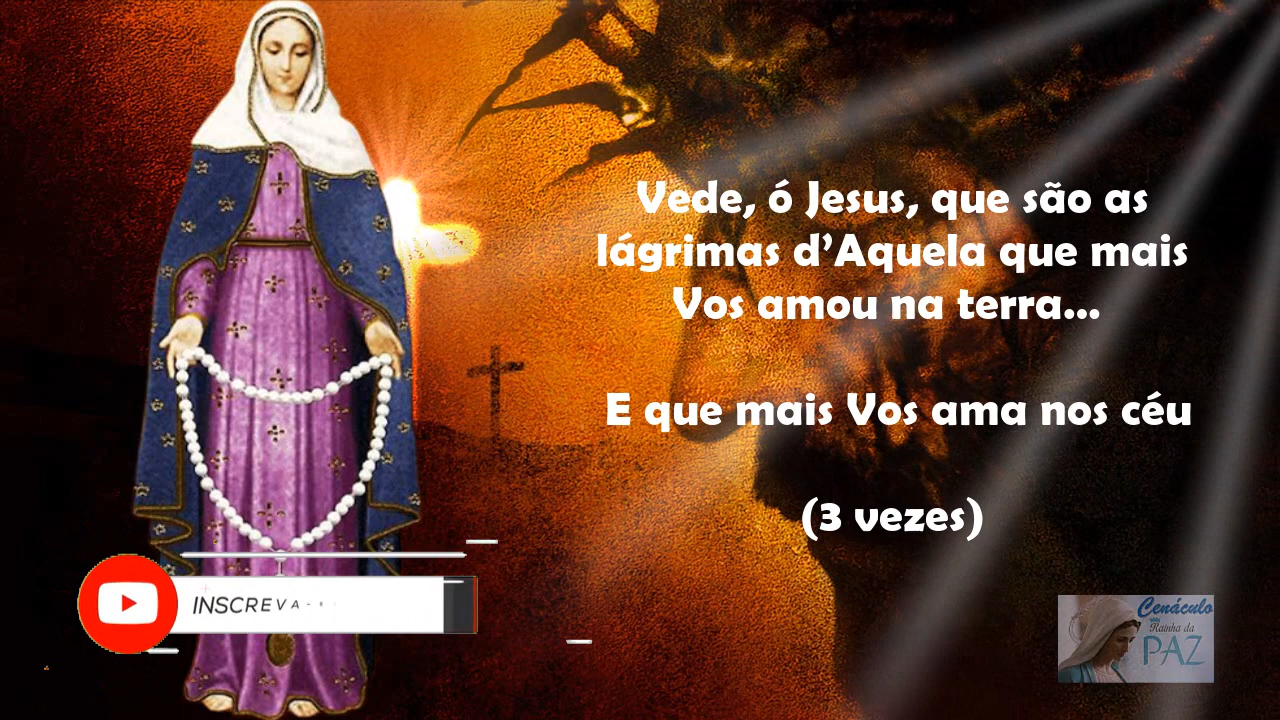 Vede, ó Jesus, que são as
lágrimas d’Aquela que mais
Vos amou na terra...
E que mais Vos ama nos céu
(3 vezes)
INSCREVA-
Cenáculo
Rainha da
PAZ